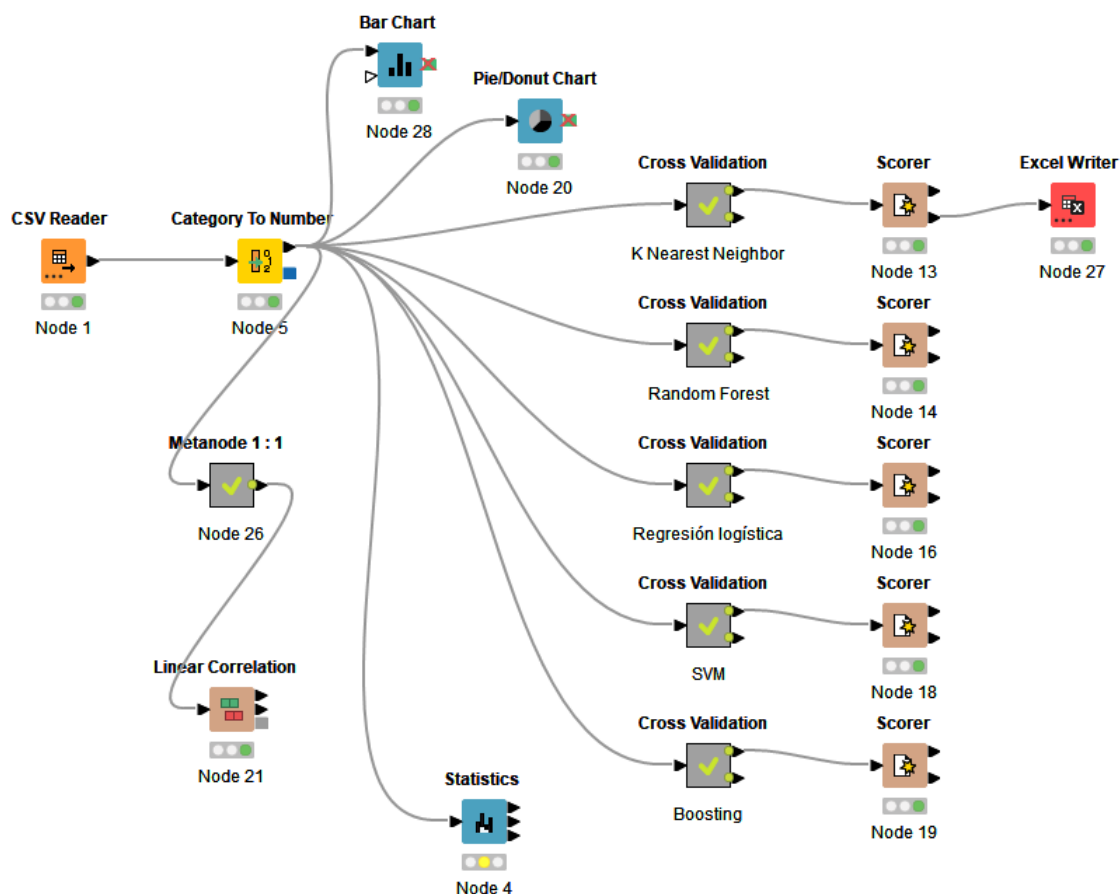 Bar Chart
Node 28
Pie/Donut Chart
Node 20
Cross Validation
K Nearest Neighbor
Scorer
Node 13
Excel Writer
Node 27
CSV Reader
Node 1
Category To Number
Node 5
Cross Validation
Random Forest
Scorer
Node 14
Metanode 1 : 1
Node 26
Cross Validation
Regresión logística
Scorer
Node 16
Cross Validation
SVM
Scorer
Node 18
Linear Correlation
Node 21
Cross Validation
Boosting
Scorer
Node 19
Statistics
Node 4